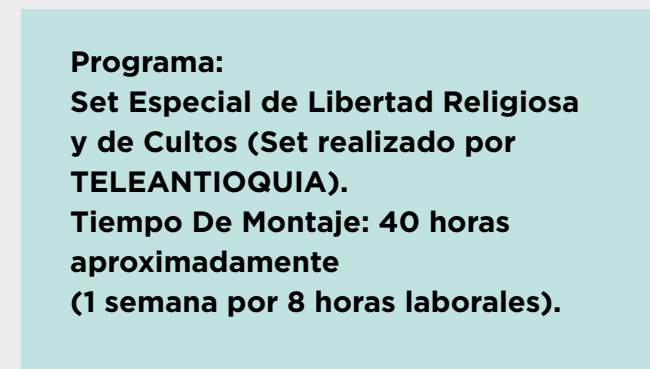 Programa:
Set Especial de Libertad Religiosa
y de Cultos (Set realizado por
TELEANTIOQUIA).
Tiempo De Montaje: 40 horas
aproximadamente
(1 semana por 8 horas laborales).